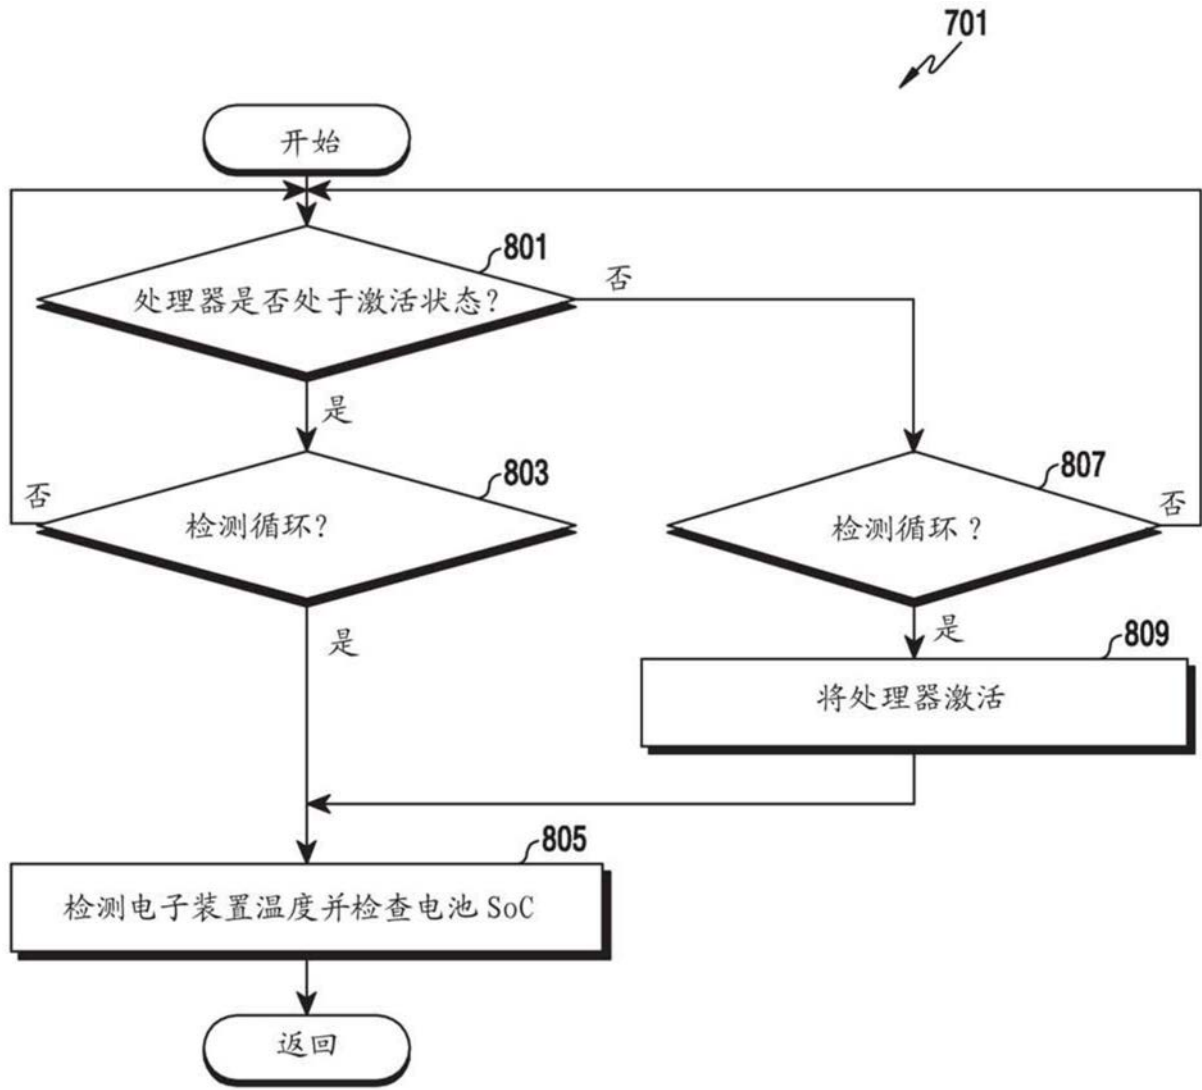 701
开始
801
处理器是否处于激活状态？
否
是
803
检测循环？
否
是
807
检测循环？
否
是
809
将处理器激活
805
检测电子装置温度并检查电池 SoC
返回